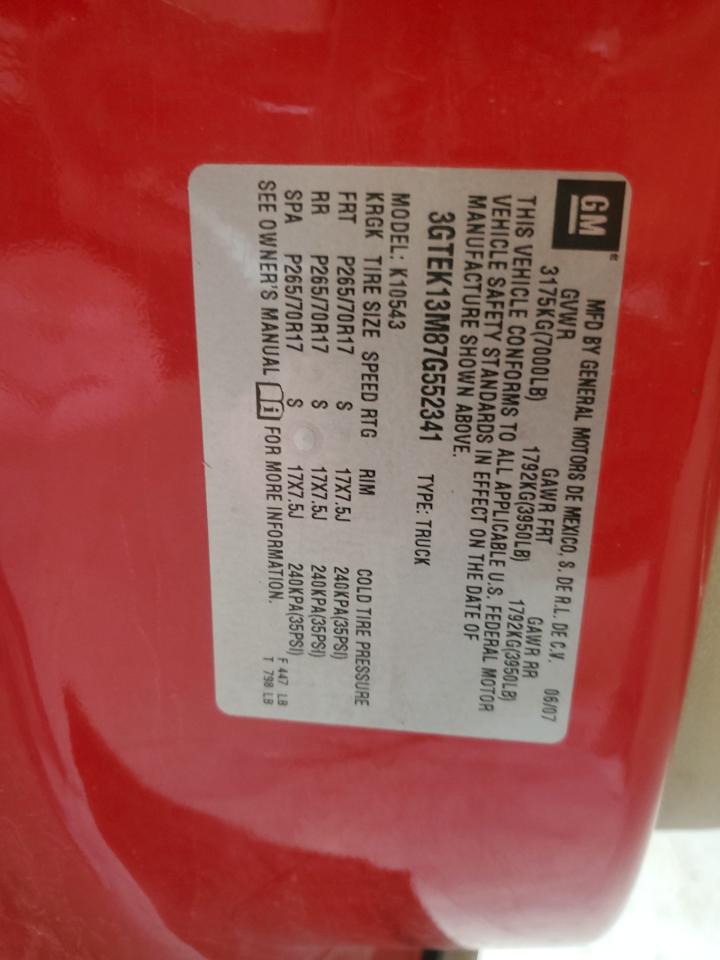 GM
MFD BY GENERAL MOTORS DE MEXICO, S. DE R.L. DE C.V. 06/07
GVWR GAWR FRT GAWR RR
3175KG(7000LB) 1792KG(3950LB) 1792KG(3950LB)
THIS VEHICLE CONFORMS TO ALL APPLICABLE U.S. FEDERAL MOTOR
VEHICLE SAFETY STANDARDS IN EFFECT ON THE DATE OF
MANUFACTURE SHOWN ABOVE.
3GTEK13M87G552341 TYPE: TRUCK
MODEL: K10543
KRGK TIRE SIZE SPEED RTG RIM COLD TIRE PRESSURE
FRT P265/70R17 S 17X7.5J 240KPA(35PSI)
RR P265/70R17 S 17X7.5J 240KPA(35PSI)
SPA P265/70R17 S 17X7.5J 240KPA(35PSI)
SEE OWNER'S MANUAL i FOR MORE INFORMATION.
F 447 LB
T 798 LB